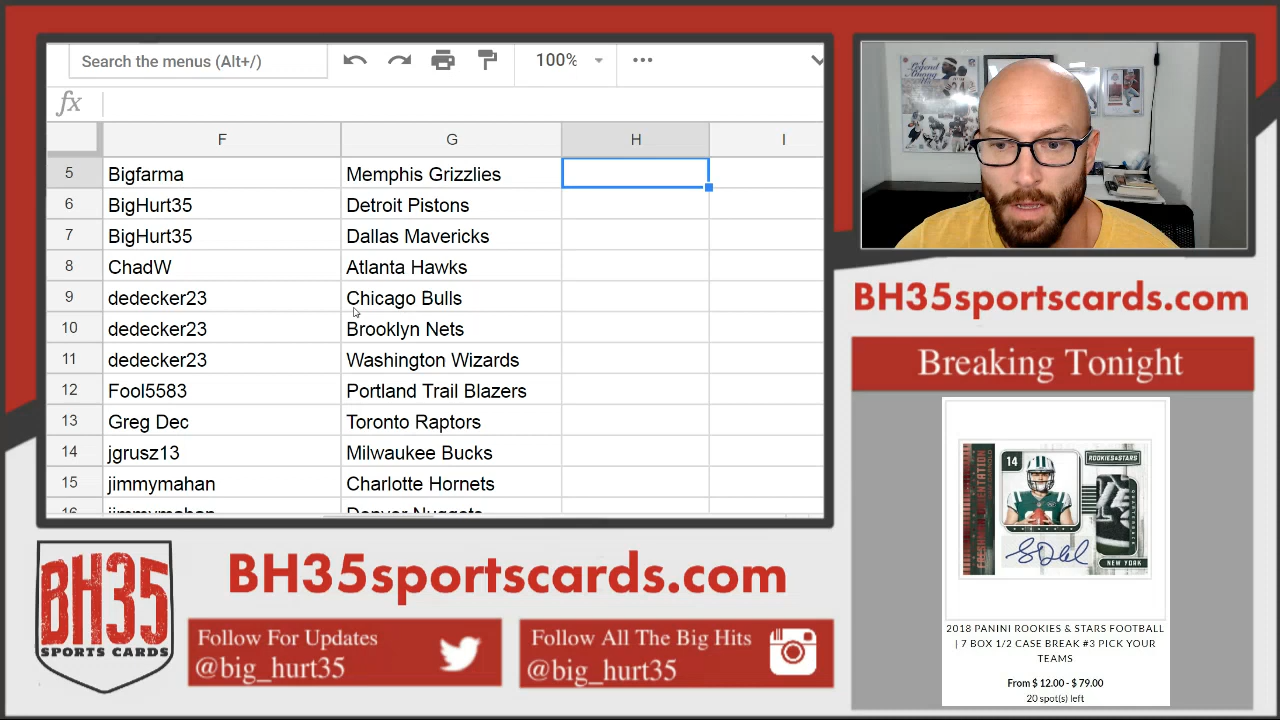 Search the menus (Alt+/)
100%
fx
F G H I
5 Bigfarma Memphis Grizzlies
6 BigHurt35 Detroit Pistons
7 BigHurt35 Dallas Mavericks
8 ChadW Atlanta Hawks
9 dedecker23 Chicago Bulls
10 dedecker23 Brooklyn Nets
11 dedecker23 Washington Wizards
12 Fool5583 Portland Trail Blazers
13 Greg Dec Toronto Raptors
14 jgrusz13 Milwaukee Bucks
15 jimmymahan Charlotte Hornets
16 jimmymahan Denver Nuggets
BH35sportscards.com
Breaking Tonight
14
ROOKIES & STARS
NEW YORK
2018 PANINI ROOKIES & STARS FOOTBALL
| 7 BOX 1/2 CASE BREAK #3 PICK YOUR
TEAMS
From $ 12.00 - $ 79.00
20 spot(s) left
BH35
SPORTS CARDS
BH35sportscards.com
Follow For Updates
@big_hurt35
Follow All The Big Hits
@big_hurt35